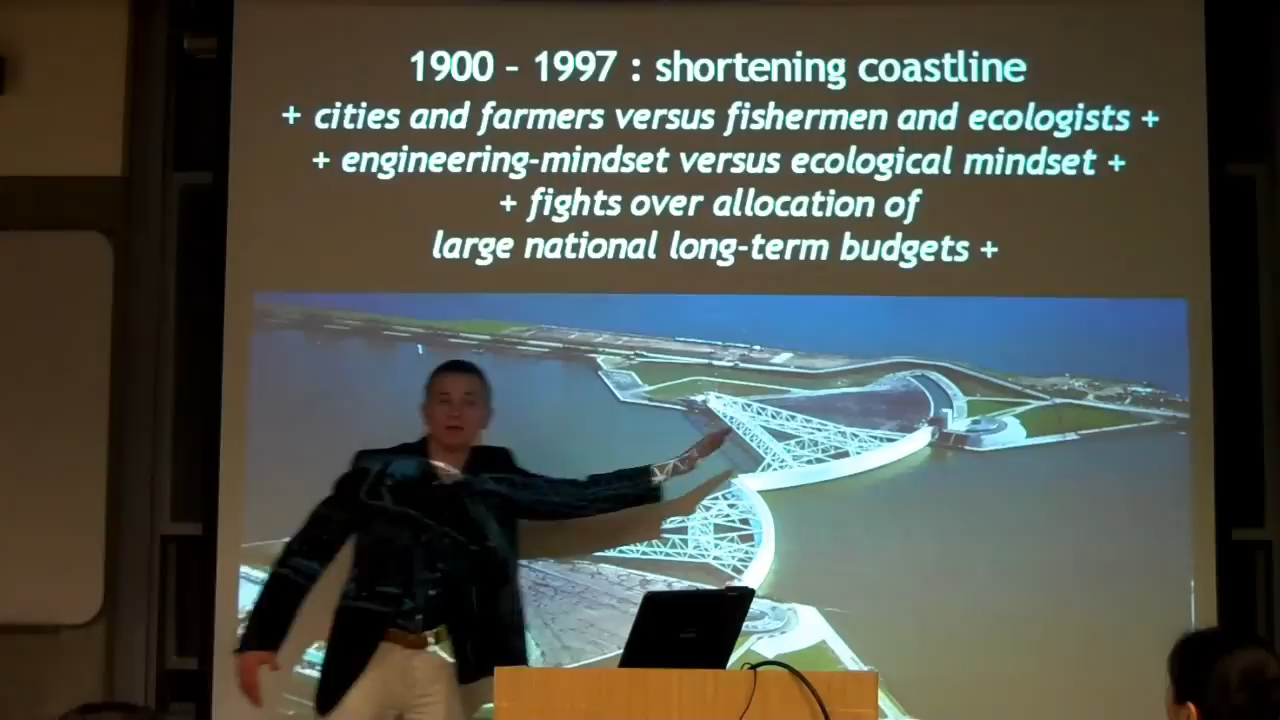 1900 – 1997 : shortening coastline
+ cities and farmers versus fishermen and ecologists +
+ engineering-mindset versus ecological mindset +
+ fights over allocation of
large national long-term budgets +